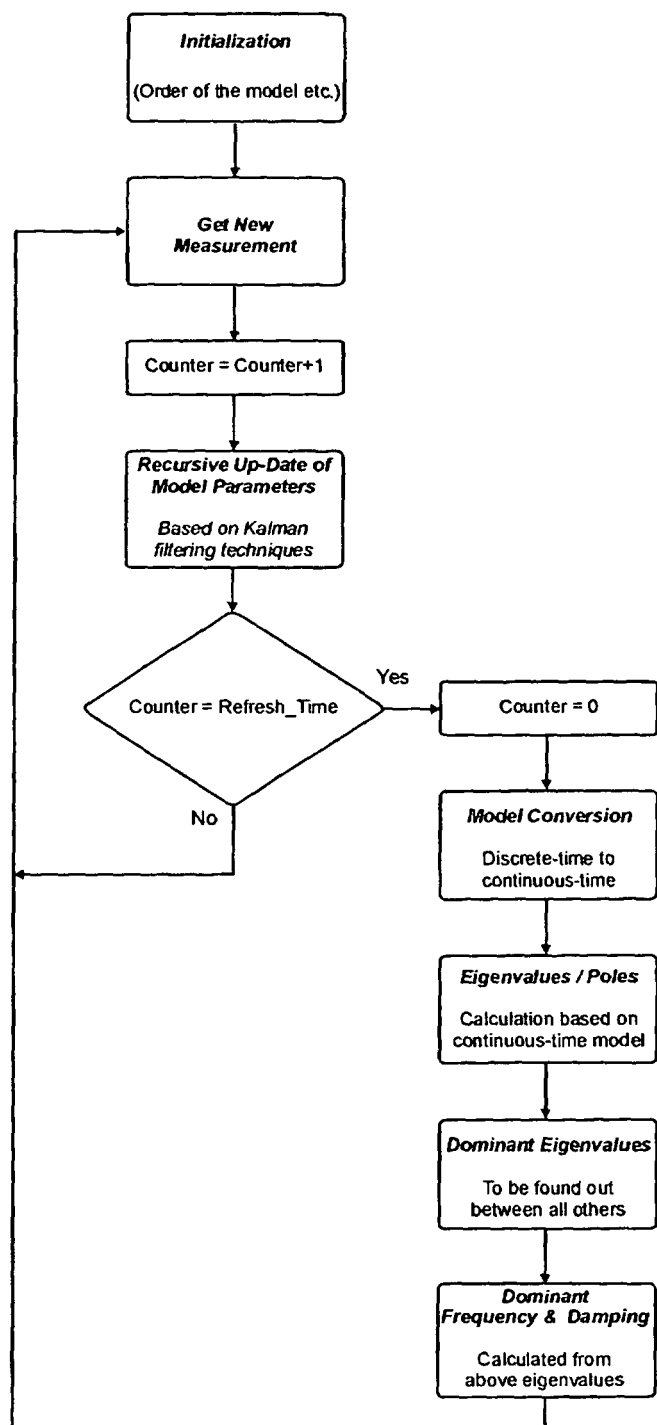 Initialization
(Order of the model etc.)
Get New
Measurement
Counter = Counter+1
Recursive Up-Date of
Model Parameters
Based on Kalman
filtering techniques
Counter = Refresh_Time
Yes
No
Counter = 0
Model Conversion
Discrete-time to
continuous-time
Eigenvalues / Poles
Calculation based on
continuous-time model
Dominant Eigenvalues
To be found out
between all others
Dominant
Frequency & Damping
Calculated from
above eigenvalues